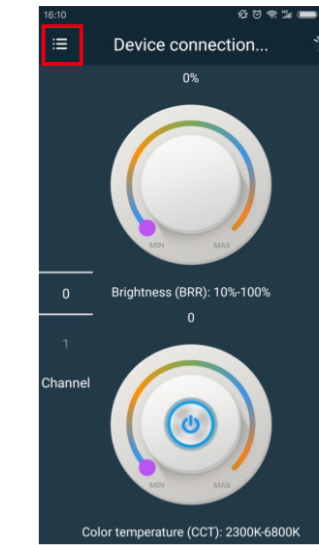 16:10
Device connection...
0%
MIN MAX
0
Brightness (BRR): 10%-100%
0
1
Channel
MIN MAX
Color temperature (CCT): 2300K-6800K